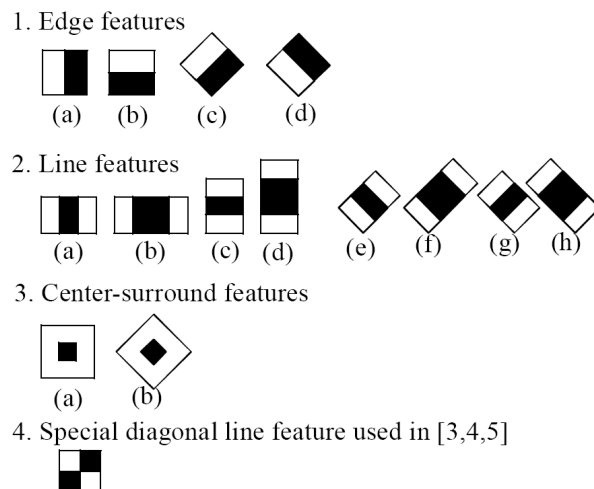 1. Edge features
(a) (b) (c) (d)
2. Line features
(a) (b) (c) (d) (e) (f) (g) (h)
3. Center-surround features
(a) (b)
4. Special diagonal line feature used in [3,4,5]